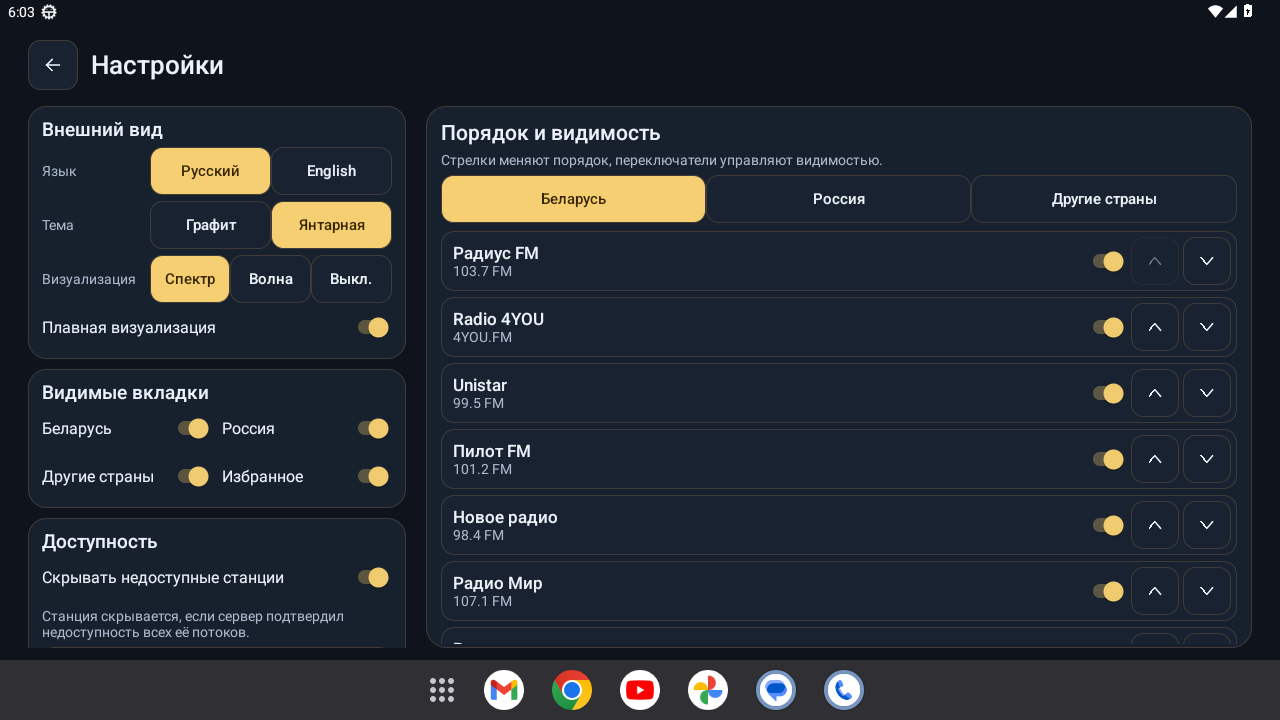 6:03
Настройки
Внешний вид
Язык
Русский
English
Тема
Графит
Янтарная
Визуализация
Спектр
Волна
Выкл.
Плавная визуализация
Видимые вкладки
Беларусь
Россия
Другие страны
Избранное
Доступность
Скрывать недоступные станции
Станция скрывается, если сервер подтвердил
недоступность всех её потоков.
Порядок и видимость
Стрелки меняют порядок, переключатели управляют видимостью.
Беларусь
Россия
Другие страны
Радиус FM
103.7 FM
Radio 4YOU
4YOU.FM
Unistar
99.5 FM
Пилот FM
101.2 FM
Новое радио
98.4 FM
Радио Мир
107.1 FM